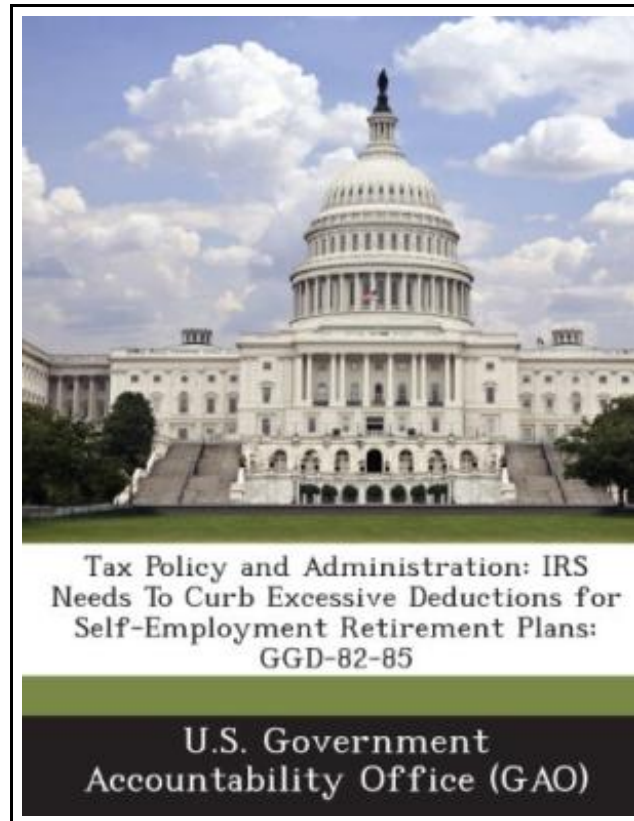 Tax Policy and Administration: IRS
Needs To Curb Excessive Deductions for
Self-Employment Retirement Plans:
GGD-82-85
U.S. Government
Accountability Office (GAO)